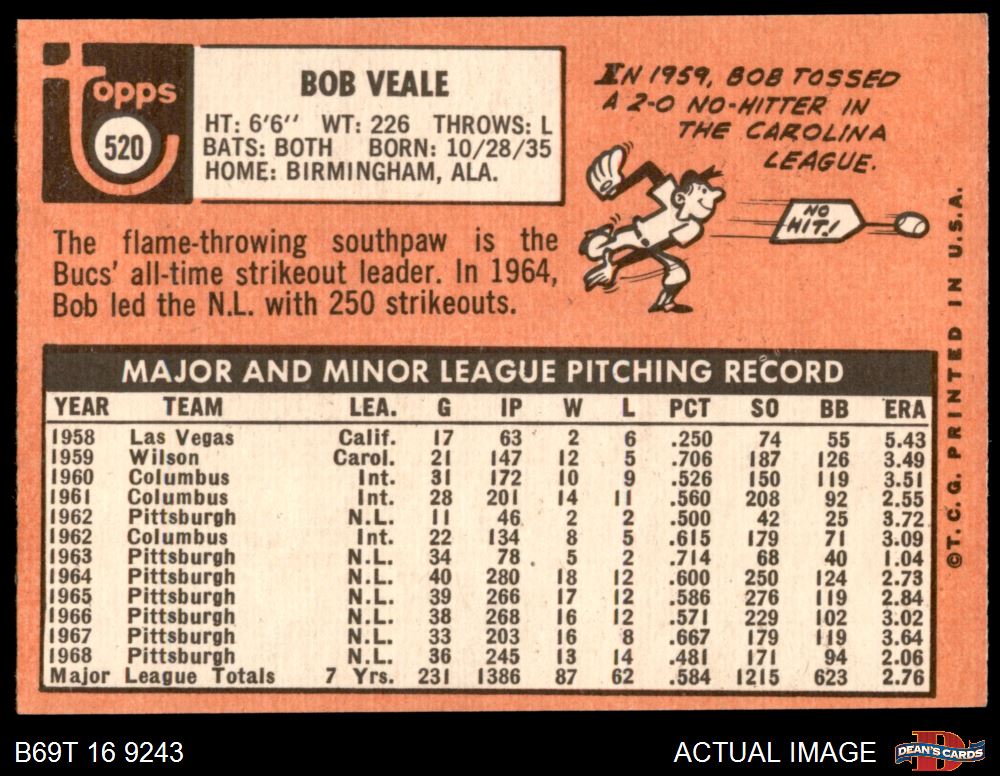 Topps
520
BOB VEALE
HT: 6'6" WT: 226 THROWS: L
BATS: BOTH BORN: 10/28/35
HOME: BIRMINGHAM, ALA.
The flame-throwing southpaw is the
Bucs' all-time strikeout leader. In 1964,
Bob led the N.L. with 250 strikeouts.
IN 1959, BOB TOSSED
A 2-0 NO-HITTER IN
THE CAROLINA
LEAGUE.
NO
HIT!
MAJOR AND MINOR LEAGUE PITCHING RECORD
YEAR TEAM LEA. G IP W L PCT SO BB ERA
1958 Las Vegas Calif. 17 63 2 6 .250 74 55 5.43
1959 Wilson Carol. 21 147 12 5 .706 187 126 3.49
1960 Columbus Int. 31 172 10 9 .526 150 119 3.51
1961 Columbus Int. 28 201 14 11 .560 208 92 2.55
1962 Pittsburgh N.L. 11 46 2 2 .500 42 25 3.72
1962 Columbus Int. 22 134 8 5 .615 179 71 3.09
1963 Pittsburgh N.L. 34 78 5 2 .714 68 40 1.04
1964 Pittsburgh N.L. 40 280 18 12 .600 250 124 2.73
1965 Pittsburgh N.L. 39 266 17 12 .586 276 119 2.84
1966 Pittsburgh N.L. 38 268 16 12 .571 229 102 3.02
1967 Pittsburgh N.L. 33 203 16 8 .667 179 119 3.64
1968 Pittsburgh N.L. 36 245 13 14 .481 171 94 2.06
Major League Totals 7 Yrs. 231 1386 87 62 .584 1215 623 2.76
©T.C.G. PRINTED IN U.S.A.
B69T 16 9243
ACTUAL IMAGE
DEAN'S CARDS